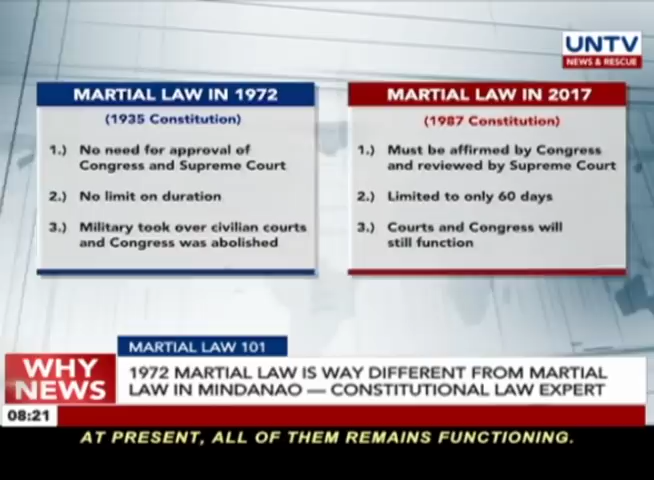 UNTV
NEWS & RESCUE
MARTIAL LAW IN 1972
(1935 Constitution)
1.) No need for approval of
Congress and Supreme Court
2.) No limit on duration
3.) Military took over civilian courts
and Congress was abolished
MARTIAL LAW IN 2017
(1987 Constitution)
1.) Must be affirmed by Congress
and reviewed by Supreme Court
2.) Limited to only 60 days
3.) Courts and Congress will
still function
MARTIAL LAW 101
WHY
NEWS
1972 MARTIAL LAW IS WAY DIFFERENT FROM MARTIAL
LAW IN MINDANAO — CONSTITUTIONAL LAW EXPERT
08:21
AT PRESENT, ALL OF THEM REMAINS FUNCTIONING.